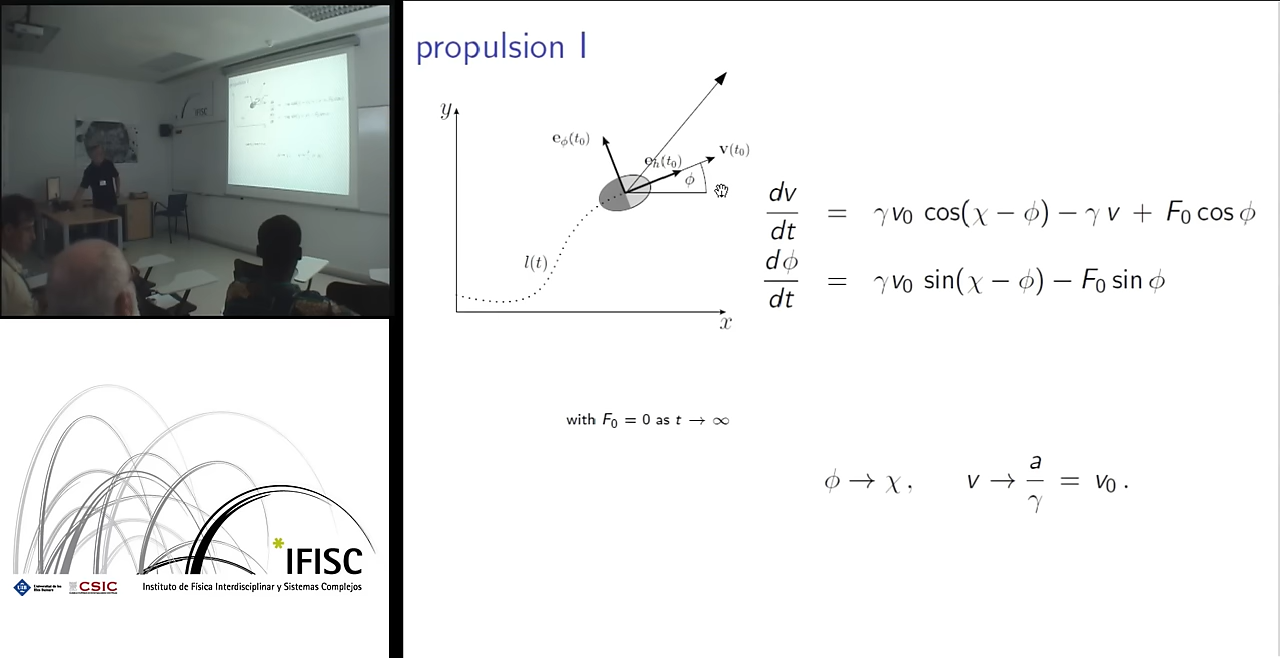 propulsion I
y
e_ϕ(t_0)
e_h(t_0)
v(t_0)
ϕ
l(t)
x
dv/dt = γ v_0 cos(χ − ϕ) − γ v + F_0 cos ϕ
dϕ/dt = γ v_0 sin(χ − ϕ) − F_0 sin ϕ
with F_0 = 0 as t → ∞
ϕ → χ , v → a/γ = v_0 .
*IFISC
CSIC
Instituto de Física Interdisciplinar y Sistemas Complejos